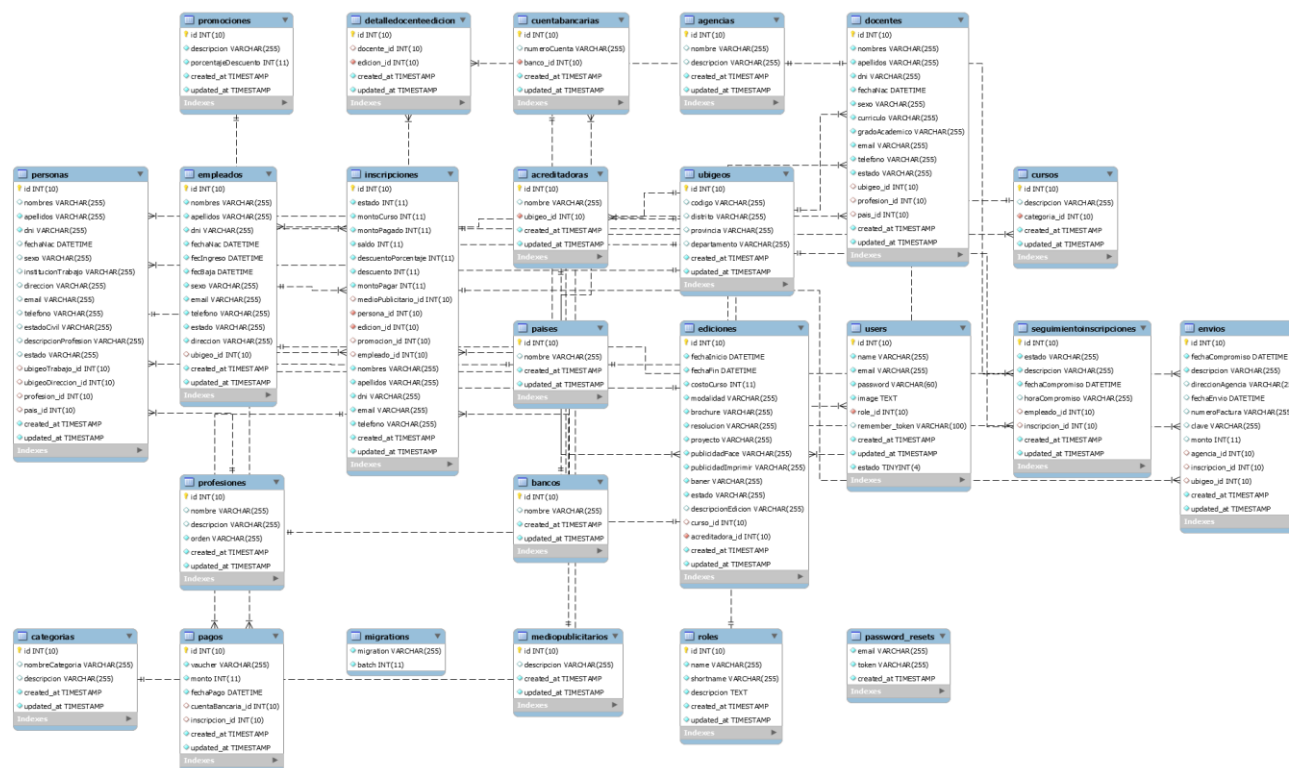 promociones
id INT(10)
descripcion VARCHAR(255)
porcentajeDescuento INT(11)
created_at TIMESTAMP
updated_at TIMESTAMP
Indexes
detalledocenteedicion
id INT(10)
docente_id INT(10)
edicion_id INT(10)
created_at TIMESTAMP
updated_at TIMESTAMP
Indexes
cuentabancarias
id INT(10)
numeroCuenta VARCHAR(255)
banco_id INT(10)
created_at TIMESTAMP
updated_at TIMESTAMP
Indexes
agencias
id INT(10)
nombre VARCHAR(255)
descripcion VARCHAR(255)
created_at TIMESTAMP
updated_at TIMESTAMP
Indexes
docentes
id INT(10)
nombres VARCHAR(255)
apellidos VARCHAR(255)
dni VARCHAR(255)
fechaNac DATETIME
sexo VARCHAR(255)
curriculo VARCHAR(255)
gradoAcademico VARCHAR(255)
email VARCHAR(255)
telefono VARCHAR(255)
estado VARCHAR(255)
ubigeo_id INT(10)
profesion_id INT(10)
pais_id INT(10)
created_at TIMESTAMP
updated_at TIMESTAMP
Indexes
personas
id INT(10)
nombres VARCHAR(255)
apellidos VARCHAR(255)
dni VARCHAR(255)
fechaNac DATETIME
sexo VARCHAR(255)
institucionTrabajo VARCHAR(255)
direccion VARCHAR(255)
email VARCHAR(255)
telefono VARCHAR(255)
estadoCivil VARCHAR(255)
descripcionProfesion VARCHAR(255)
estado VARCHAR(255)
ubigeoTrabajo_id INT(10)
ubigeoDireccion_id INT(10)
profesion_id INT(10)
pais_id INT(10)
created_at TIMESTAMP
updated_at TIMESTAMP
Indexes
empleados
id INT(10)
nombres VARCHAR(255)
apellidos VARCHAR(255)
dni VARCHAR(255)
fechaNac DATETIME
fecIngreso DATETIME
fecBaja DATETIME
sexo VARCHAR(255)
email VARCHAR(255)
telefono VARCHAR(255)
estado VARCHAR(255)
direccion VARCHAR(255)
ubigeo_id INT(10)
created_at TIMESTAMP
updated_at TIMESTAMP
Indexes
inscripciones
id INT(10)
estado INT(11)
montoCurso INT(11)
montoPagado INT(11)
saldo INT(11)
descuentoPorcentaje INT(11)
descuento INT(11)
montoPagar INT(11)
medioPublicitario_id INT(10)
persona_id INT(10)
edicion_id INT(10)
promocion_id INT(10)
empleado_id INT(10)
nombres VARCHAR(255)
apellidos VARCHAR(255)
dni VARCHAR(255)
email VARCHAR(255)
telefono VARCHAR(255)
created_at TIMESTAMP
updated_at TIMESTAMP
Indexes
acreditadoras
id INT(10)
nombre VARCHAR(255)
ubigeo_id INT(10)
created_at TIMESTAMP
updated_at TIMESTAMP
Indexes
ubigeos
id INT(10)
codigo VARCHAR(255)
distrito VARCHAR(255)
provincia VARCHAR(255)
departamento VARCHAR(255)
created_at TIMESTAMP
updated_at TIMESTAMP
Indexes
cursos
id INT(10)
descripcion VARCHAR(255)
categoria_id INT(10)
created_at TIMESTAMP
updated_at TIMESTAMP
Indexes
paises
id INT(10)
nombre VARCHAR(255)
created_at TIMESTAMP
updated_at TIMESTAMP
Indexes
ediciones
id INT(10)
fechaInicio DATETIME
fechaFin DATETIME
costoCurso INT(11)
modalidad VARCHAR(255)
brochure VARCHAR(255)
resolucion VARCHAR(255)
proyecto VARCHAR(255)
publicidadFace VARCHAR(255)
publicidadImprimir VARCHAR(255)
baner VARCHAR(255)
estado VARCHAR(255)
descripcionEdicion VARCHAR(255)
curso_id INT(10)
acreditadora_id INT(10)
created_at TIMESTAMP
updated_at TIMESTAMP
Indexes
users
id INT(10)
name VARCHAR(255)
email VARCHAR(255)
password VARCHAR(60)
image TEXT
role_id INT(10)
remember_token VARCHAR(100)
created_at TIMESTAMP
updated_at TIMESTAMP
estado TINYINT(4)
Indexes
seguimientoinscripciones
id INT(10)
estado VARCHAR(255)
descripcion VARCHAR(255)
fechaCompromiso DATETIME
horaCompromiso VARCHAR(255)
empleado_id INT(10)
inscripcion_id INT(10)
created_at TIMESTAMP
updated_at TIMESTAMP
Indexes
envios
id INT(10)
fechaCompromiso DATETIME
descripcion VARCHAR(255)
direccionAgencia
fechaEnvio DATETIME
numeroFactura
clave VARCHAR(255)
monto INT(11)
agencia_id INT(10)
inscripcion_id INT(10)
ubigeo_id INT(10)
created_at TIMESTAMP
updated_at TIMESTAMP
Indexes
profesiones
id INT(10)
nombre VARCHAR(255)
descripcion VARCHAR(255)
orden VARCHAR(255)
created_at TIMESTAMP
updated_at TIMESTAMP
Indexes
bancos
id INT(10)
nombre VARCHAR(255)
created_at TIMESTAMP
updated_at TIMESTAMP
Indexes
categorias
id INT(10)
nombreCategoria VARCHAR(255)
descripcion VARCHAR(255)
created_at TIMESTAMP
updated_at TIMESTAMP
Indexes
pagos
id INT(10)
vaucher VARCHAR(255)
monto INT(11)
fechaPago DATETIME
cuentaBancaria_id INT(10)
inscripcion_id INT(10)
created_at TIMESTAMP
updated_at TIMESTAMP
Indexes
migrations
migration VARCHAR(255)
batch INT(11)
Indexes
mediopublicitarios
id INT(10)
descripcion VARCHAR(255)
created_at TIMESTAMP
updated_at TIMESTAMP
Indexes
roles
id INT(10)
name VARCHAR(255)
shortname VARCHAR(255)
descripcion TEXT
created_at TIMESTAMP
updated_at TIMESTAMP
Indexes
password_resets
email VARCHAR(255)
token VARCHAR(255)
created_at TIMESTAMP
Indexes